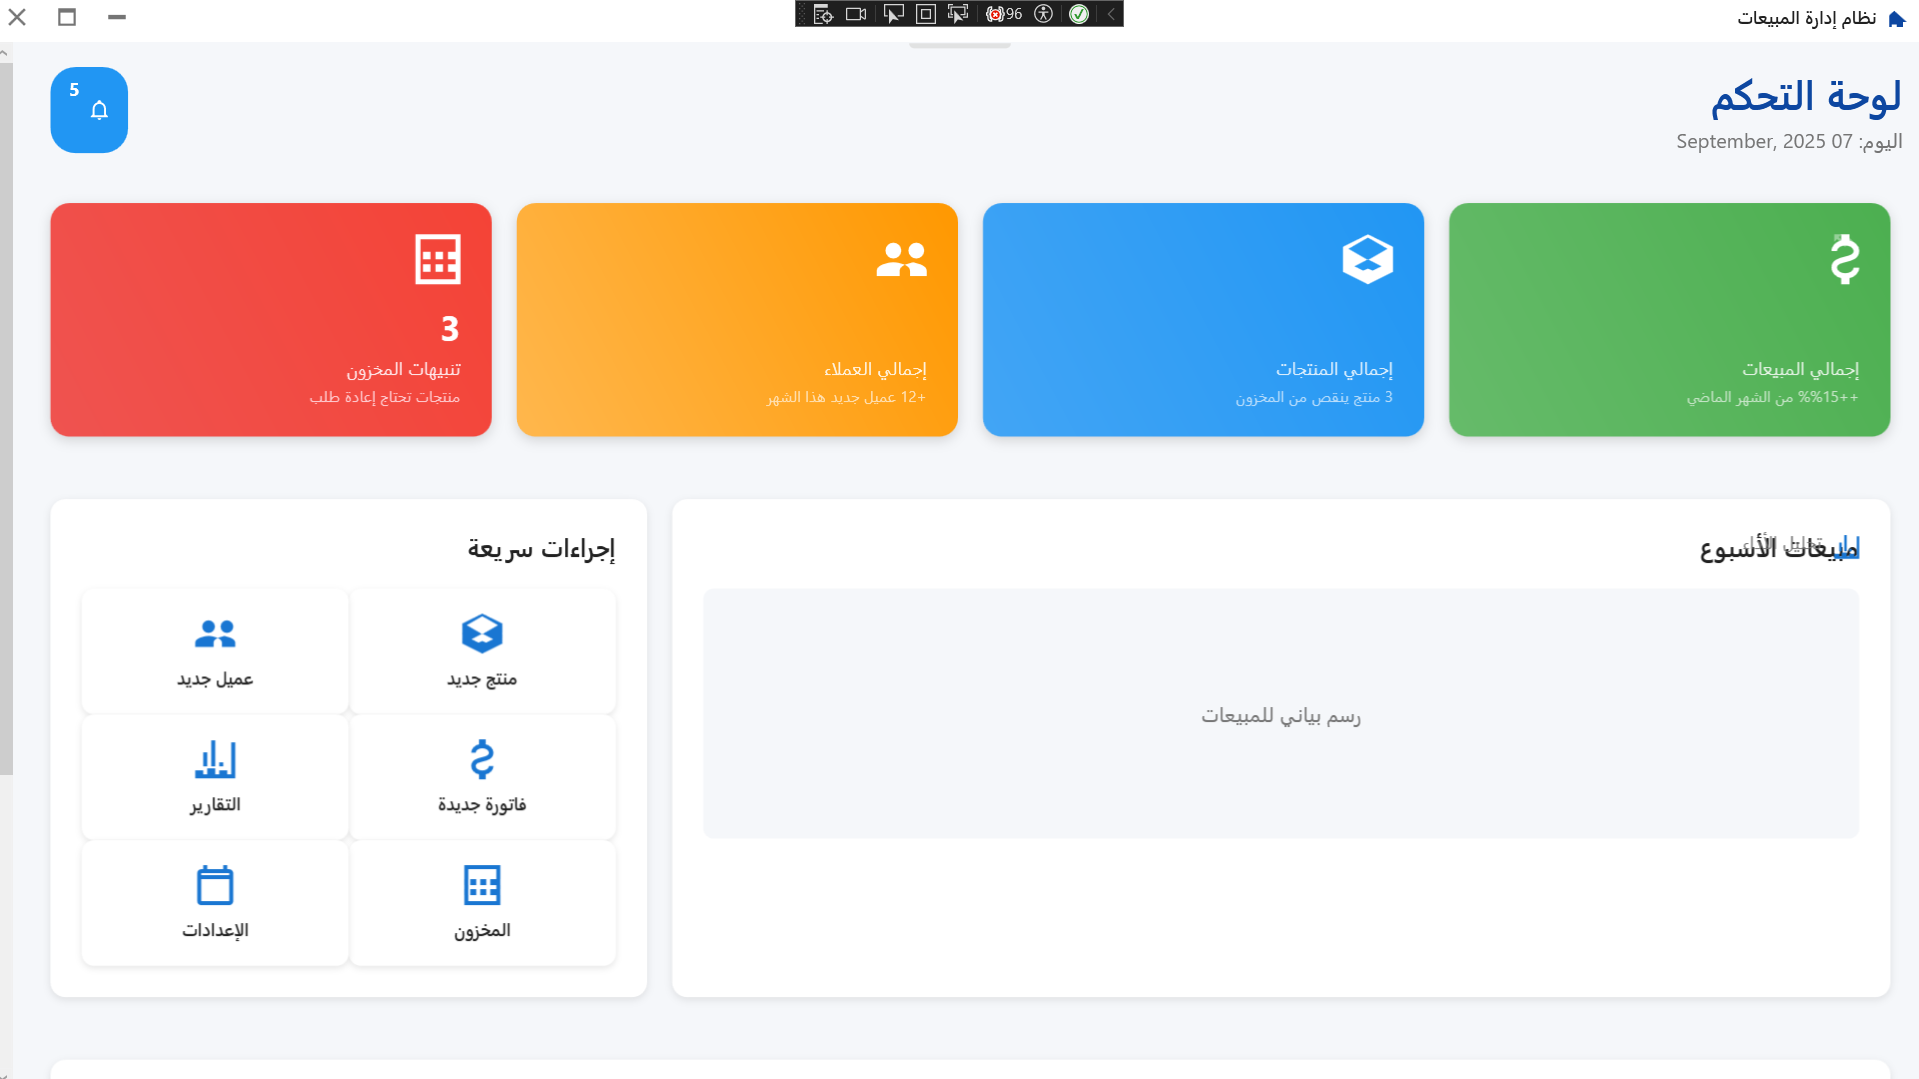 نظام إدارة المبيعات
96
لوحة التحكم
اليوم: 07 September, 2025
5
إجمالي المبيعات
++15%% من الشهر الماضي
إجمالي المنتجات
3 منتج ينقص من المخزون
إجمالي العملاء
+12 عميل جديد هذا الشهر
3
تنبيهات المخزون
منتجات تحتاج إعادة طلب
مبيعات الأسبوع
تحليل الأداء
رسم بياني للمبيعات
إجراءات سريعة
منتج جديد
عميل جديد
فاتورة جديدة
التقارير
المخزون
الإعدادات